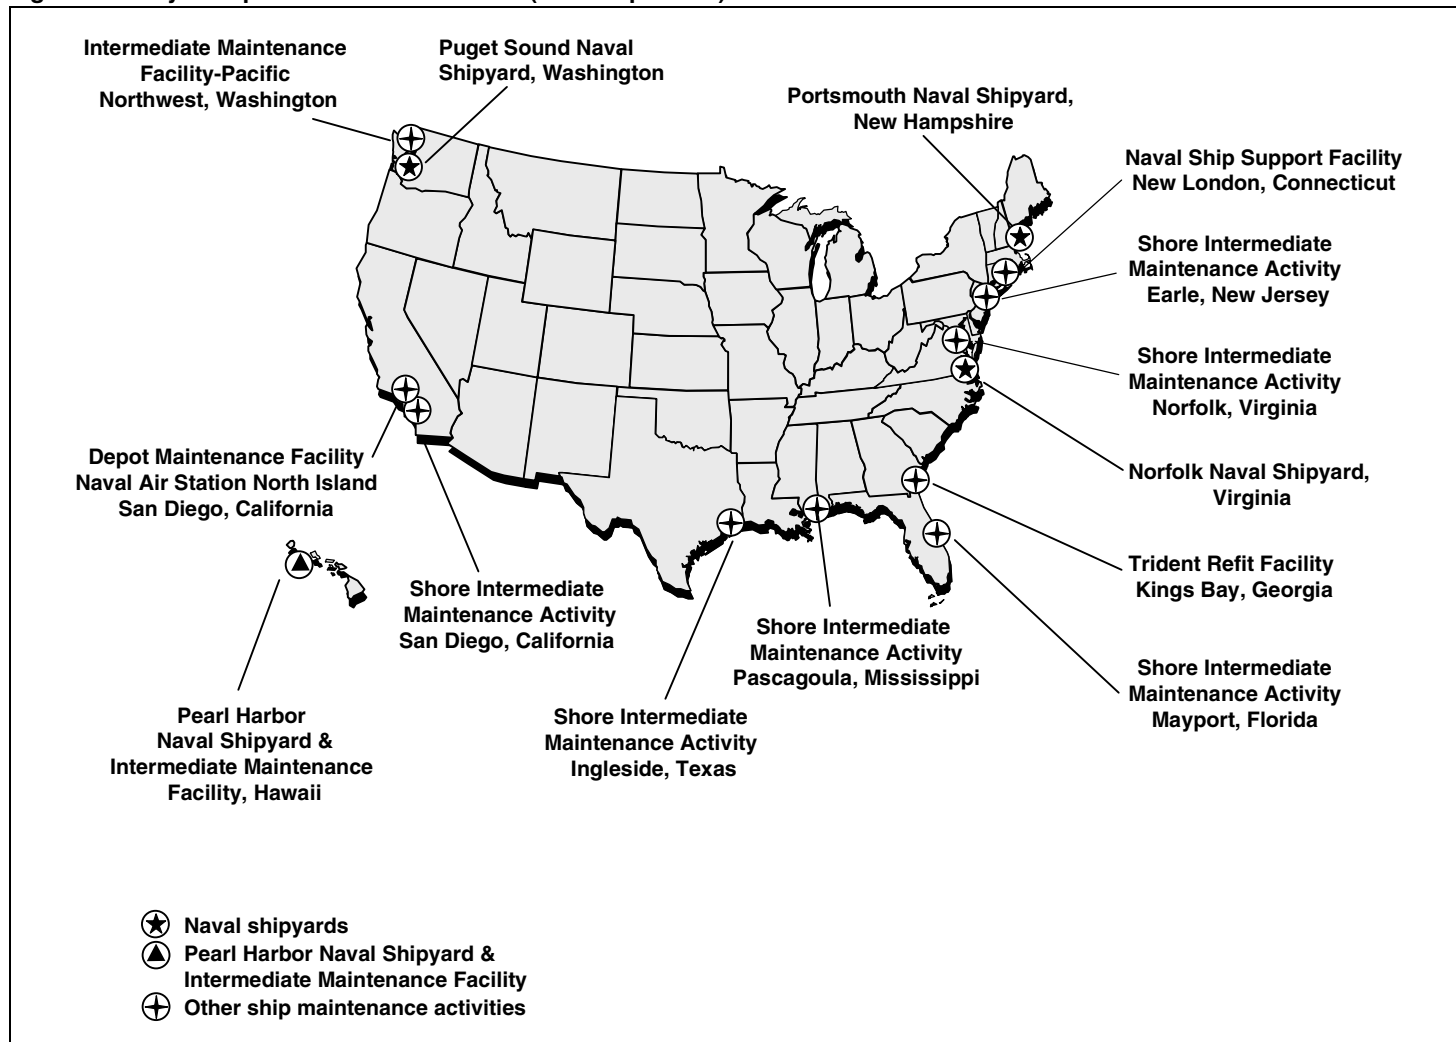 Intermediate Maintenance
Facility-Pacific
Northwest, Washington
Puget Sound Naval
Shipyard, Washington
Portsmouth Naval Shipyard,
New Hampshire
Naval Ship Support Facility
New London, Connecticut
Shore Intermediate
Maintenance Activity
Earle, New Jersey
Shore Intermediate
Maintenance Activity
Norfolk, Virginia
Norfolk Naval Shipyard,
Virginia
Trident Refit Facility
Kings Bay, Georgia
Shore Intermediate
Maintenance Activity
Mayport, Florida
Depot Maintenance Facility
Naval Air Station North Island
San Diego, California
Shore Intermediate
Maintenance Activity
San Diego, California
Shore Intermediate
Maintenance Activity
Pascagoula, Mississippi
Shore Intermediate
Maintenance Activity
Ingleside, Texas
Pearl Harbor
Naval Shipyard &
Intermediate Maintenance
Facility, Hawaii
Naval shipyards
Pearl Harbor Naval Shipyard &
Intermediate Maintenance Facility
Other ship maintenance activities